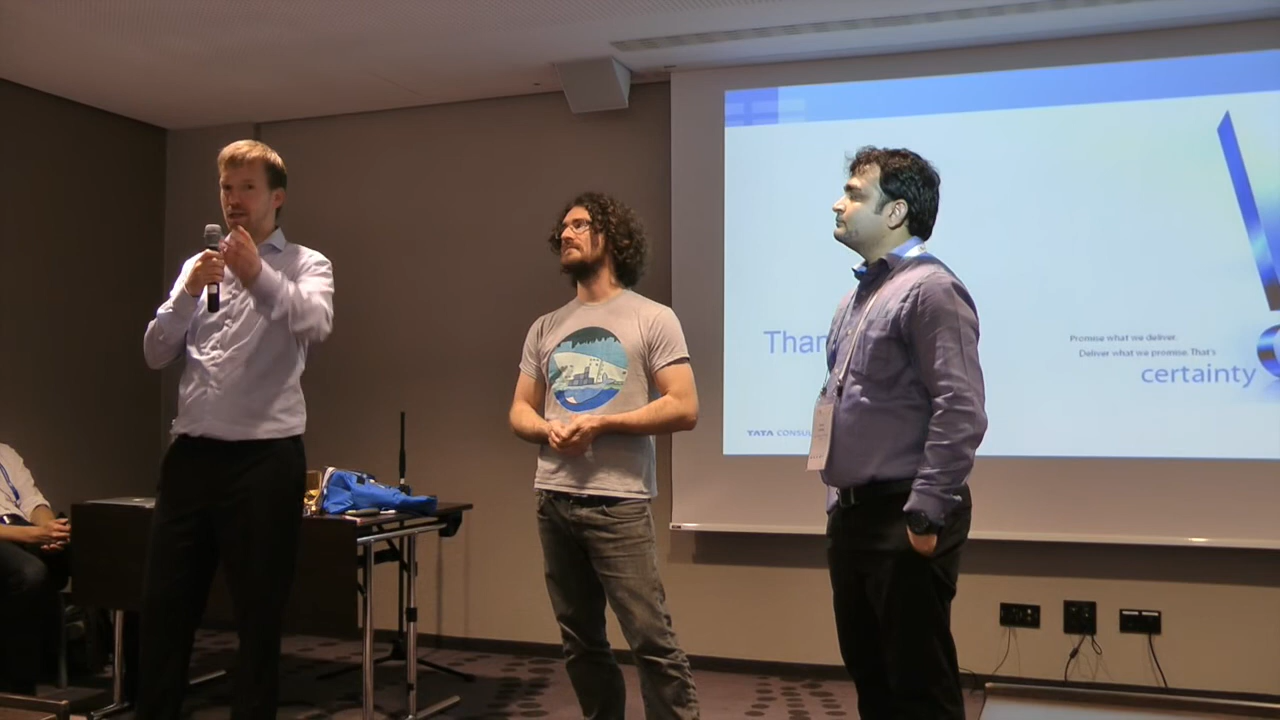 Than
Promise what we deliver.
Deliver what we promise. That's
certainty
TATA CONSU